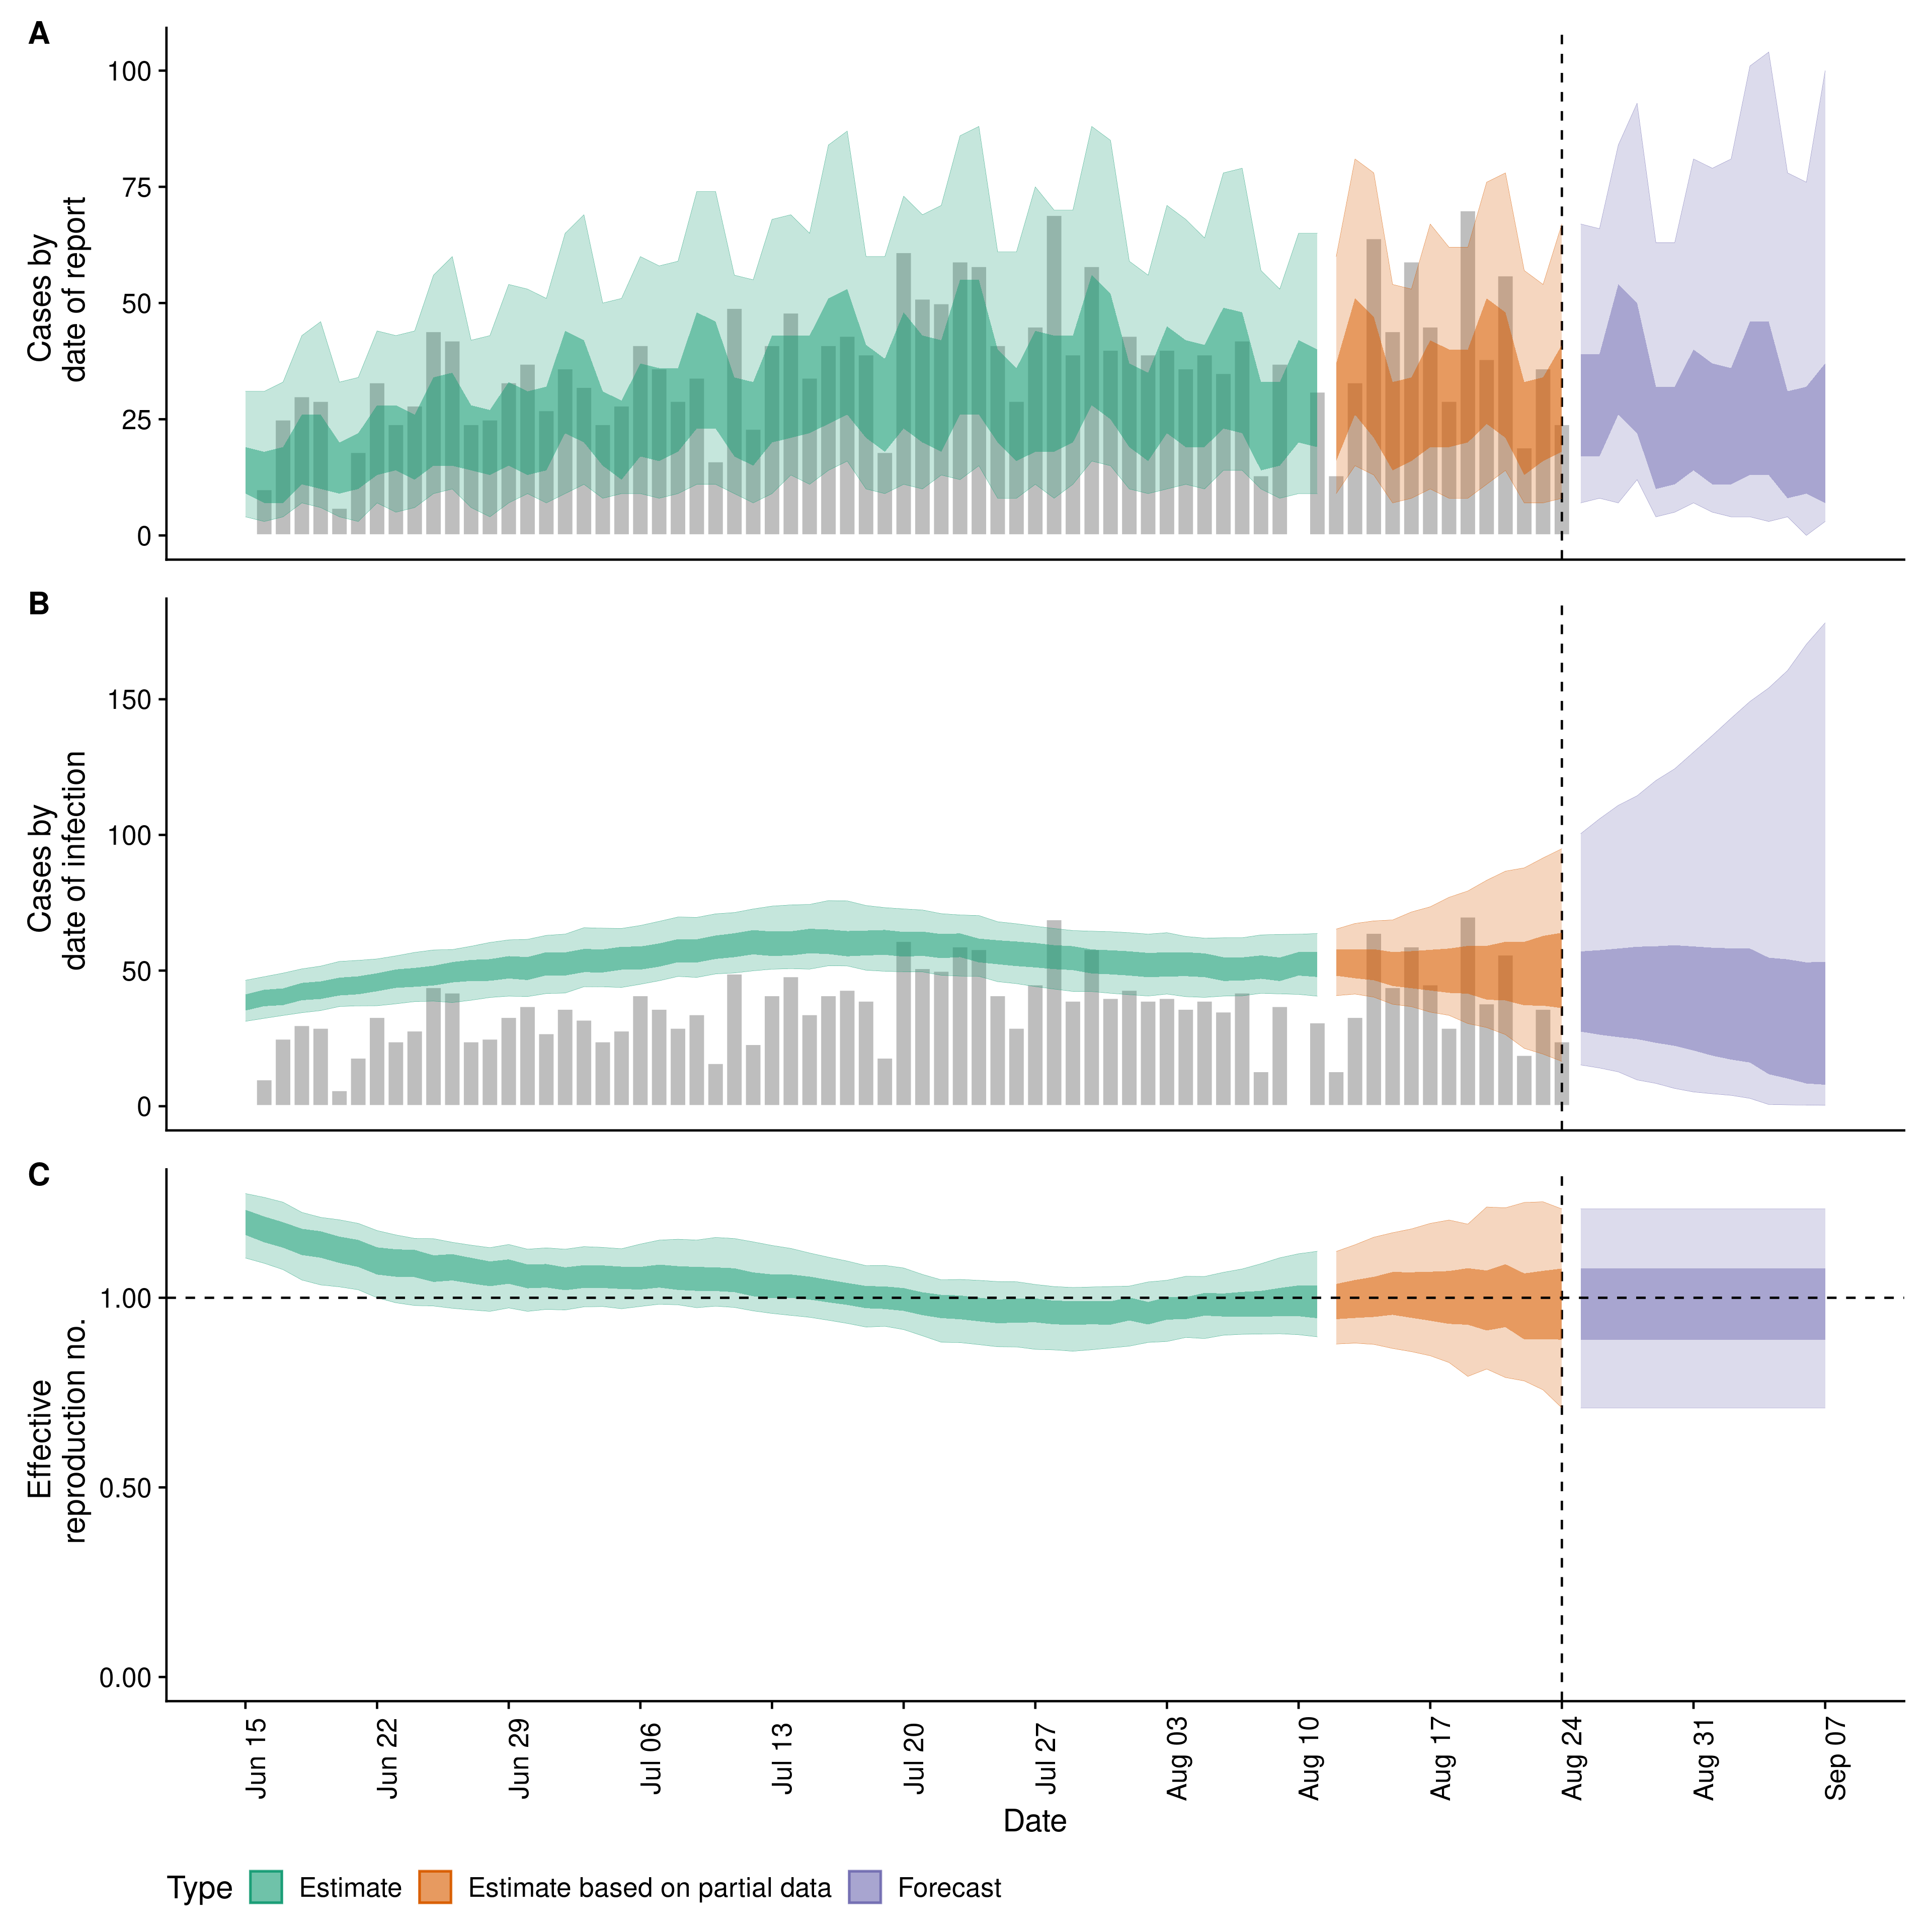 A
Cases by
date of report
100
75
50
25
0
B
Cases by
date of infection
150
100
50
0
C
Effective
reproduction no.
1.00
0.50
0.00
Jun 15
Jun 22
Jun 29
Jul 06
Jul 13
Jul 20
Jul 27
Aug 03
Aug 10
Aug 17
Aug 24
Aug 31
Sep 07
Date
Type Estimate Estimate based on partial data Forecast